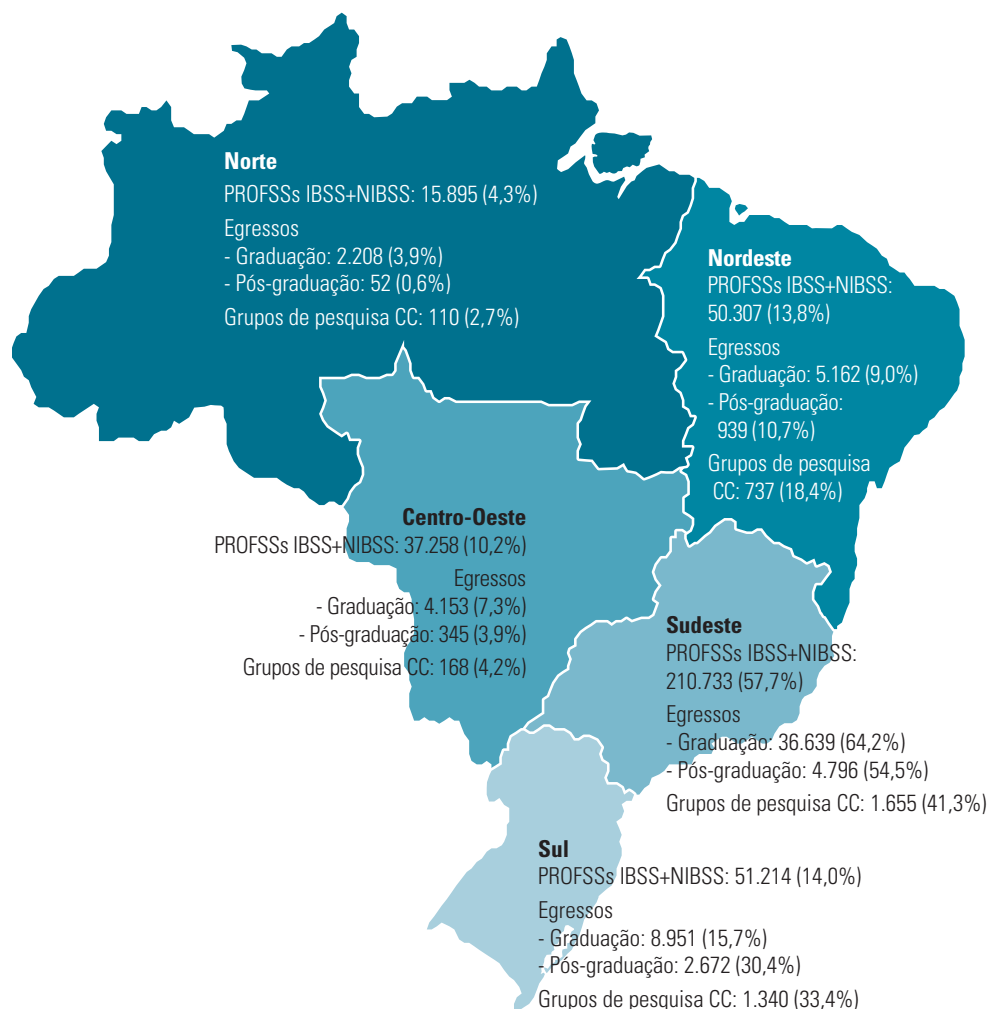 Norte
PROFSSs IBSS+NIBSS: 15.895 (4,3%)
Egressos
- Graduação: 2.208 (3,9%)
- Pós-graduação: 52 (0,6%)
Grupos de pesquisa CC: 110 (2,7%)
Nordeste
PROFSSs IBSS+NIBSS:
50.307 (13,8%)
Egressos
- Graduação: 5.162 (9,0%)
- Pós-graduação:
939 (10,7%)
Grupos de pesquisa
CC: 737 (18,4%)
Centro-Oeste
PROFSSs IBSS+NIBSS: 37.258 (10,2%)
Egressos
- Graduação: 4.153 (7,3%)
- Pós-graduação: 345 (3,9%)
Grupos de pesquisa CC: 168 (4,2%)
Sudeste
PROFSSs IBSS+NIBSS:
210.733 (57,7%)
Egressos
- Graduação: 36.639 (64,2%)
- Pós-graduação: 4.796 (54,5%)
Grupos de pesquisa CC: 1.655 (41,3%)
Sul
PROFSSs IBSS+NIBSS: 51.214 (14,0%)
Egressos
- Graduação: 8.951 (15,7%)
- Pós-graduação: 2.672 (30,4%)
Grupos de pesquisa CC: 1.340 (33,4%)